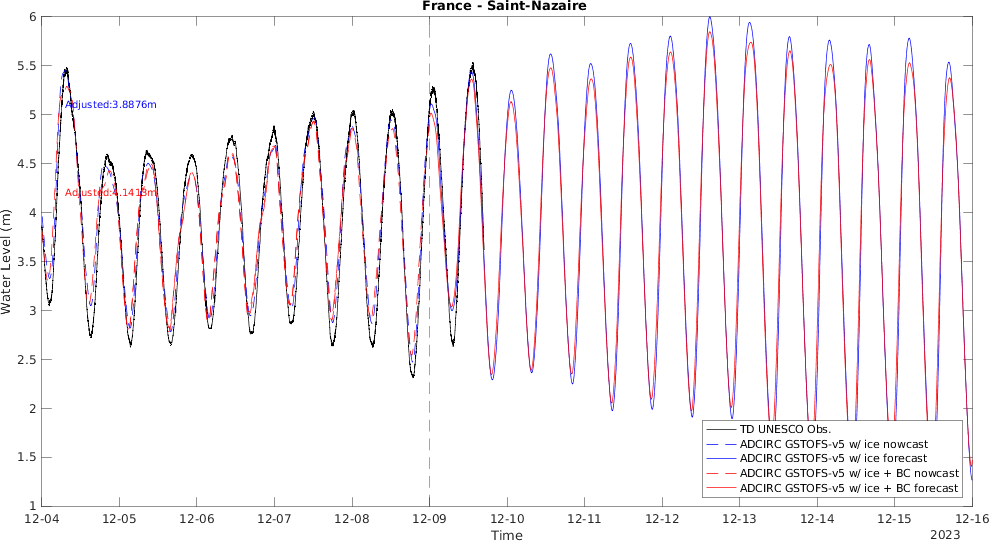 France - Saint-Nazaire
6
5.5
5
4.5
4
3.5
3
2.5
2
1.5
1
Water Level (m)
Adjusted:3.8876m
Adjusted:4.1413m
TD UNESCO Obs.
ADCIRC GSTOFS-v5 w/ ice nowcast
ADCIRC GSTOFS-v5 w/ ice forecast
ADCIRC GSTOFS-v5 w/ ice + BC nowcast
ADCIRC GSTOFS-v5 w/ ice + BC forecast
12-04 12-05 12-06 12-07 12-08 12-09 12-10 12-11 12-12 12-13 12-14 12-15 12-16
Time
2023